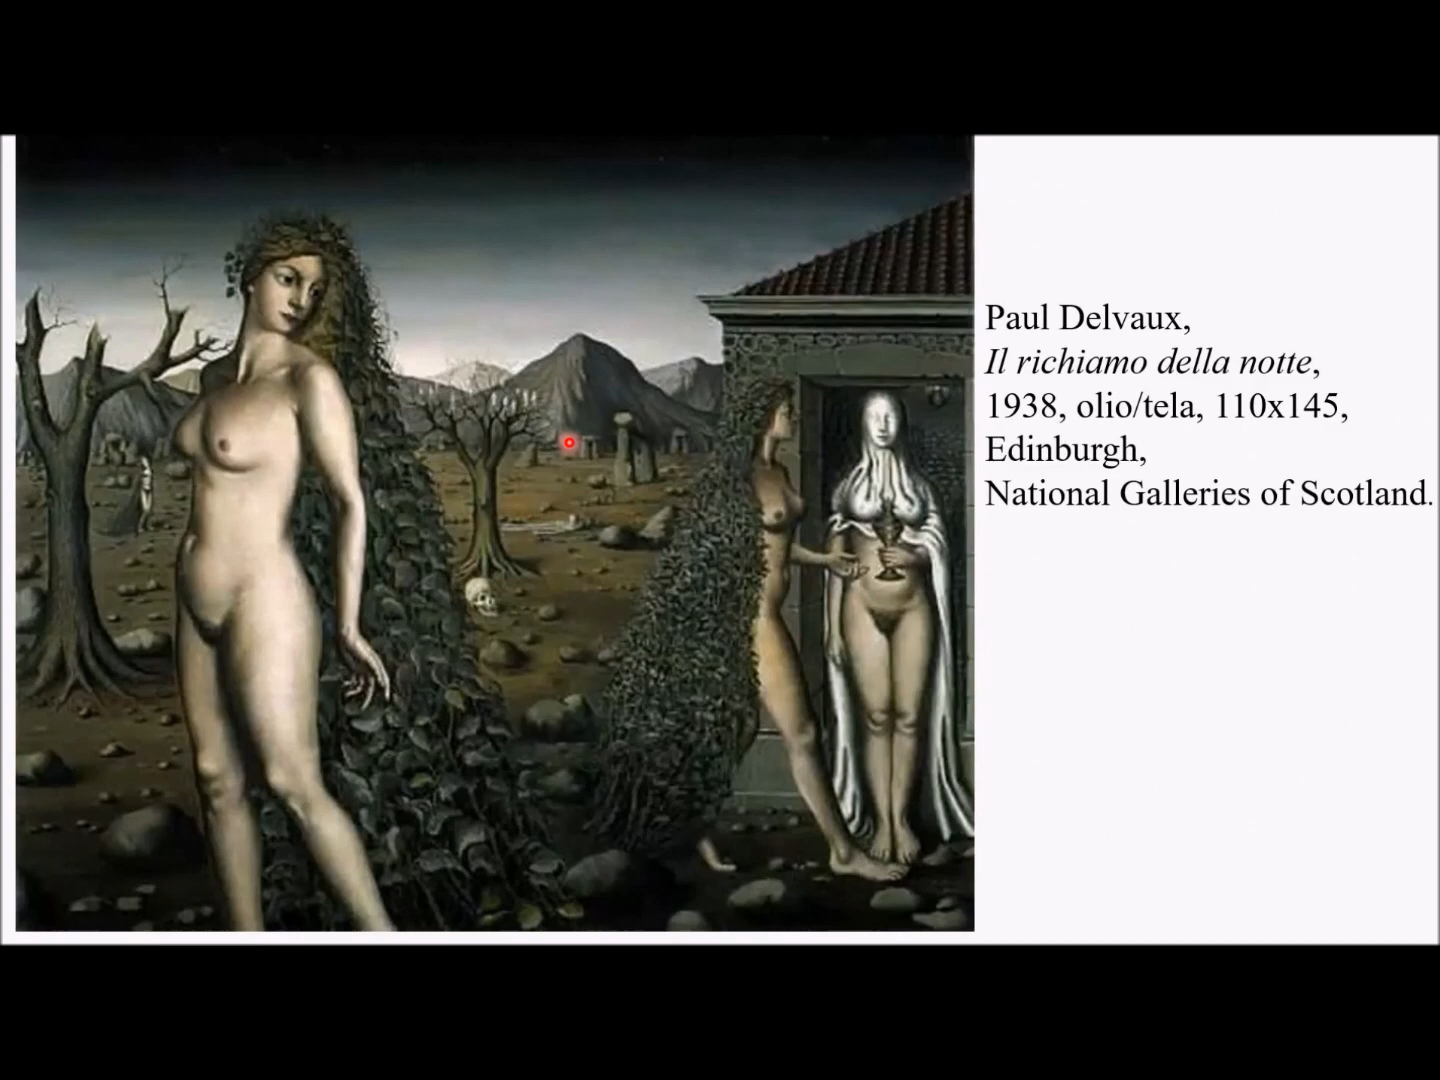 Paul Delvaux,
Il richiamo della notte,
1938, olio/tela, 110x145,
Edinburgh,
National Galleries of Scotland.